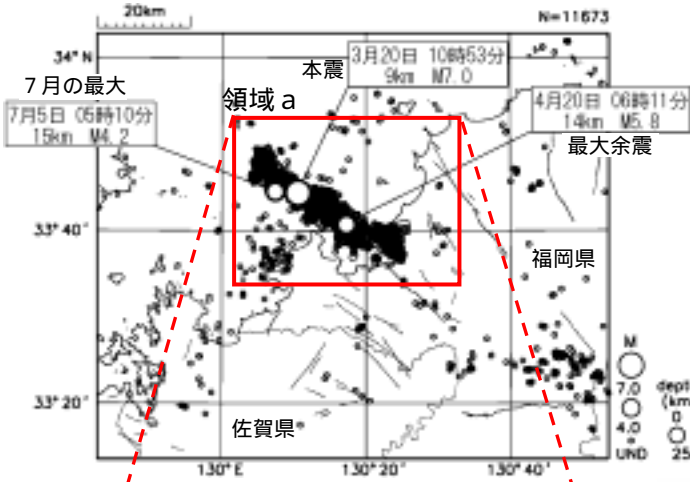 20km
N=11673
34° N
本震
3月20日 10時53分
9km M7.0
7月の最大
7月5日 05時10分
15km M4.2
領域a
4月20日 06時11分
14km M5.8
最大余震
33°40′
福岡県
M
7.0
4.0
UND
dept
(km
0
25
33°20′
佐賀県
130°E
130°20′
130°40′